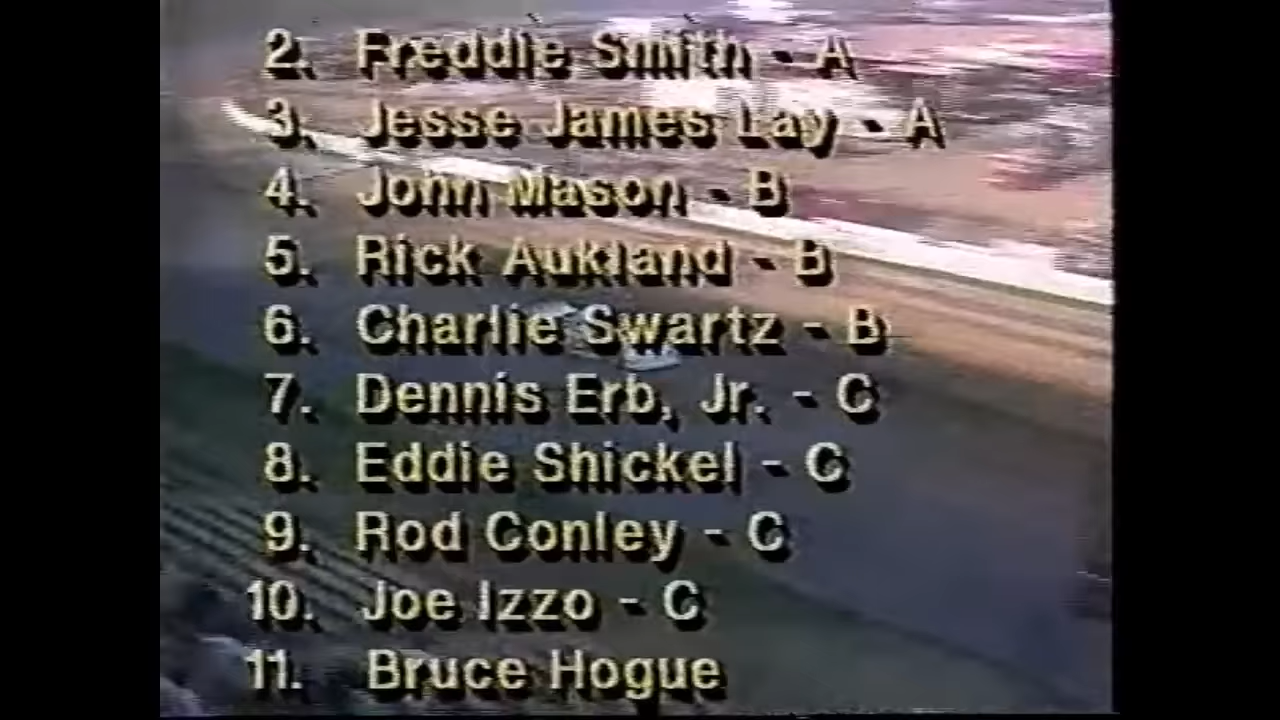 2. Freddie Smith - A
3. Jesse James Lay - A
4. John Mason - B
5. Rick Aukland - B
6. Charlie Swartz - B
7. Dennis Erb, Jr. - C
8. Eddie Shickel - C
9. Rod Conley - C
10. Joe Izzo - C
11. Bruce Hogue